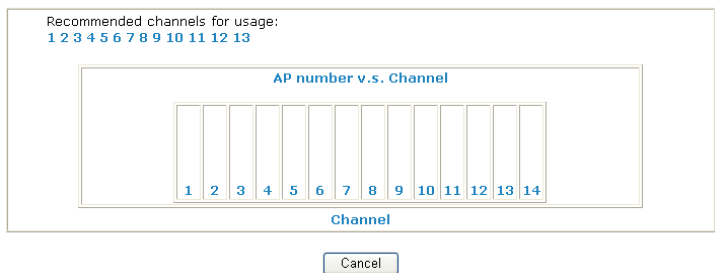 Recommended channels for usage:
1 2 3 4 5 6 7 8 9 10 11 12 13
AP number v.s. Channel
1 2 3 4 5 6 7 8 9 10 11 12 13 14
Channel
Cancel